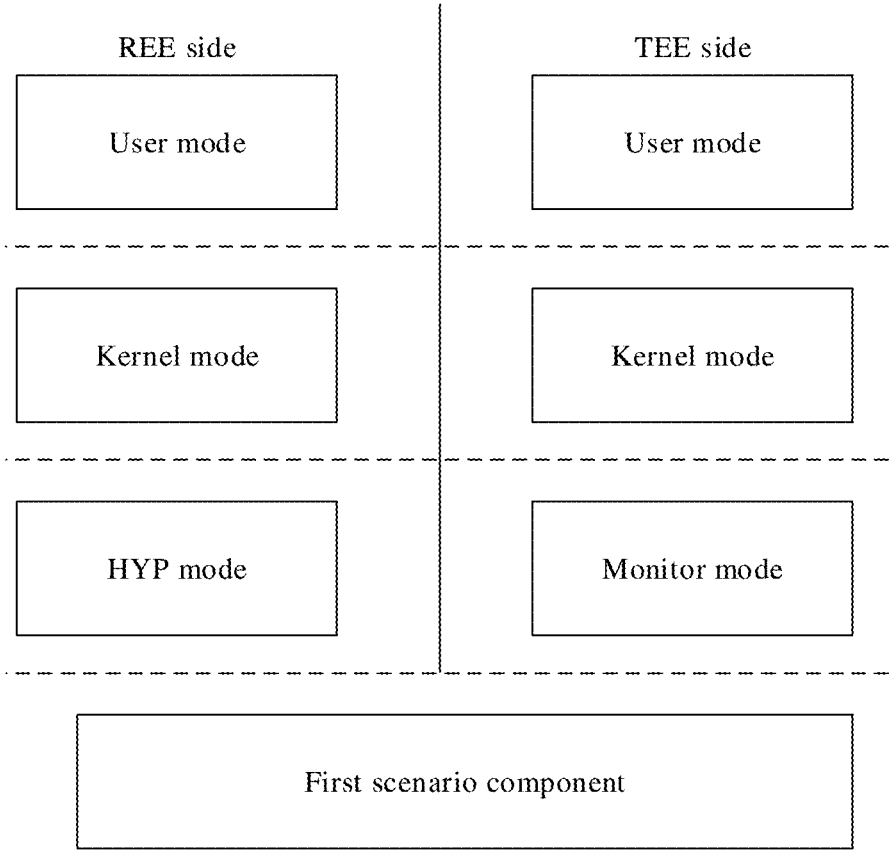 REE side
TEE side
User mode
User mode
Kernel mode
Kernel mode
HYP mode
Monitor mode
First scenario component